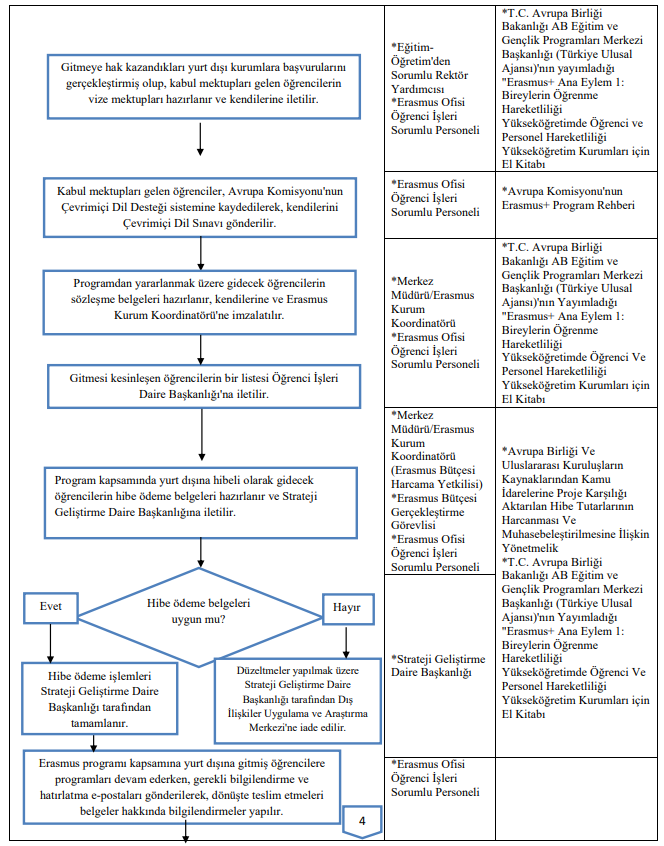 Gitmeye hak kazandıkları yurt dışı kurumlara başvurularını
gerçekleştirmiş olup, kabul mektupları gelen öğrencilerin
vize mektupları hazırlanır ve kendilerine iletilir.
*Eğitim-
Öğretim'den
Sorumlu Rektör
Yardımcısı
*Erasmus Ofisi
Öğrenci İşleri
Sorumlu Personeli
*T.C. Avrupa Birliği
Bakanlığı AB Eğitim ve
Gençlik Programları Merkezi
Başkanlığı (Türkiye Ulusal
Ajansı)'nın yayımladığı
"Erasmus+ Ana Eylem 1:
Bireylerin Öğrenme
Hareketliliği
Yükseköğretimde Öğrenci ve
Personel Hareketliliği
Yükseköğretim Kurumları için
El Kitabı
Kabul mektupları gelen öğrenciler, Avrupa Komisyonu'nun
Çevrimiçi Dil Desteği sistemine kaydedilerek, kendilerini
Çevrimiçi Dil Sınavı gönderilir.
*Erasmus Ofisi
Öğrenci İşleri
Sorumlu Personeli
*Avrupa Komisyonu'nun
Erasmus+ Program Rehberi
Programdan yararlanmak üzere gidecek öğrencilerin
sözleşme belgeleri hazırlanır, kendilerine ve Erasmus
Kurum Koordinatörü'ne imzalatılır.
Gitmesi kesinleşen öğrencilerin bir listesi Öğrenci İşleri
Daire Başkanlığı'na iletilir.
*Merkez
Müdürü/Erasmus
Kurum
Koordinatörü
*Erasmus Ofisi
Öğrenci İşleri
Sorumlu Personeli
*T.C. Avrupa Birliği
Bakanlığı AB Eğitim ve
Gençlik Programları Merkezi
Başkanlığı (Türkiye Ulusal
Ajansı)'nın Yayımladığı
"Erasmus+ Ana Eylem 1:
Bireylerin Öğrenme
Hareketliliği
Yükseköğretimde Öğrenci Ve
Personel Hareketliliği
Yükseköğretim Kurumları için
El Kitabı
Program kapsamında yurt dışına hibeli olarak gidecek
öğrencilerin hibe ödeme belgeleri hazırlanır ve Strateji
Geliştirme Daire Başkanlığına iletilir.
*Merkez
Müdürü/Erasmus
Kurum
Koordinatörü
(Erasmus Bütçesi
Harcama Yetkilisi)
*Erasmus Bütçesi
Gerçekleştirme
Görevlisi
*Erasmus Ofisi
Öğrenci İşleri
Sorumlu Personeli
*Avrupa Birliği Ve
Uluslararası Kuruluşların
Kaynaklarından Kamu
İdarelerine Proje Karşılığı
Aktarılan Hibe Tutarlarının
Harcanması Ve
Muhasebeleştirilmesine İlişkin
Yönetmelik
*T.C. Avrupa Birliği
Bakanlığı AB Eğitim ve
Gençlik Programları Merkezi
Başkanlığı (Türkiye Ulusal
Ajansı)'nın Yayımladığı
"Erasmus+ Ana Eylem 1:
Bireylerin Öğrenme
Hareketliliği
Yükseköğretimde Öğrenci Ve
Personel Hareketliliği
Yükseköğretim Kurumları için
El Kitabı
Hibe ödeme belgeleri
uygun mu?
Evet
Hayır
Hibe ödeme işlemleri
Strateji Geliştirme Daire
Başkanlığı tarafından
tamamlanır.
Düzeltmeler yapılmak üzere
Strateji Geliştirme Daire
Başkanlığı tarafından Dış
İlişkiler Uygulama ve Araştırma
Merkezi'ne iade edilir.
*Strateji Geliştirme
Daire Başkanlığı
Erasmus programı kapsamına yurt dışına gitmiş öğrencilere
programları devam ederken, gerekli bilgilendirme ve
hatırlatma e-postaları gönderilerek, dönüşte teslim etmeleri
belgeler hakkında bilgilendirmeler yapılır.
*Erasmus Ofisi
Öğrenci İşleri
Sorumlu Personeli
4